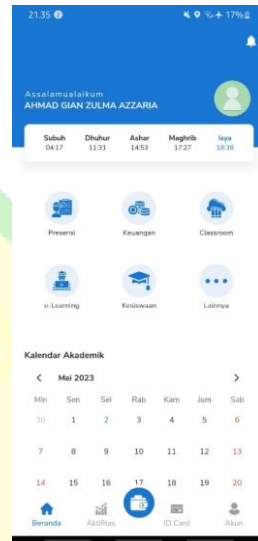 21.35 17%
Assalamualaikum
AHMAD GIAN ZULMA AZZARIA
Subuh Dhuhur Ashar Maghrib Isya
04:17 11:31 14:53 17:27 18:38
Presensi Keuangan Classroom
e-Learning Kesiswaan Lainnya
Kalendar Akademik
< Mei 2023 >
Min Sen Sel Rab Kam Jum Sab
30 1 2 3 4 5 6
7 8 9 10 11 12 13
14 15 16 17 18 19 20
Beranda Aktifitas ID Card Akun